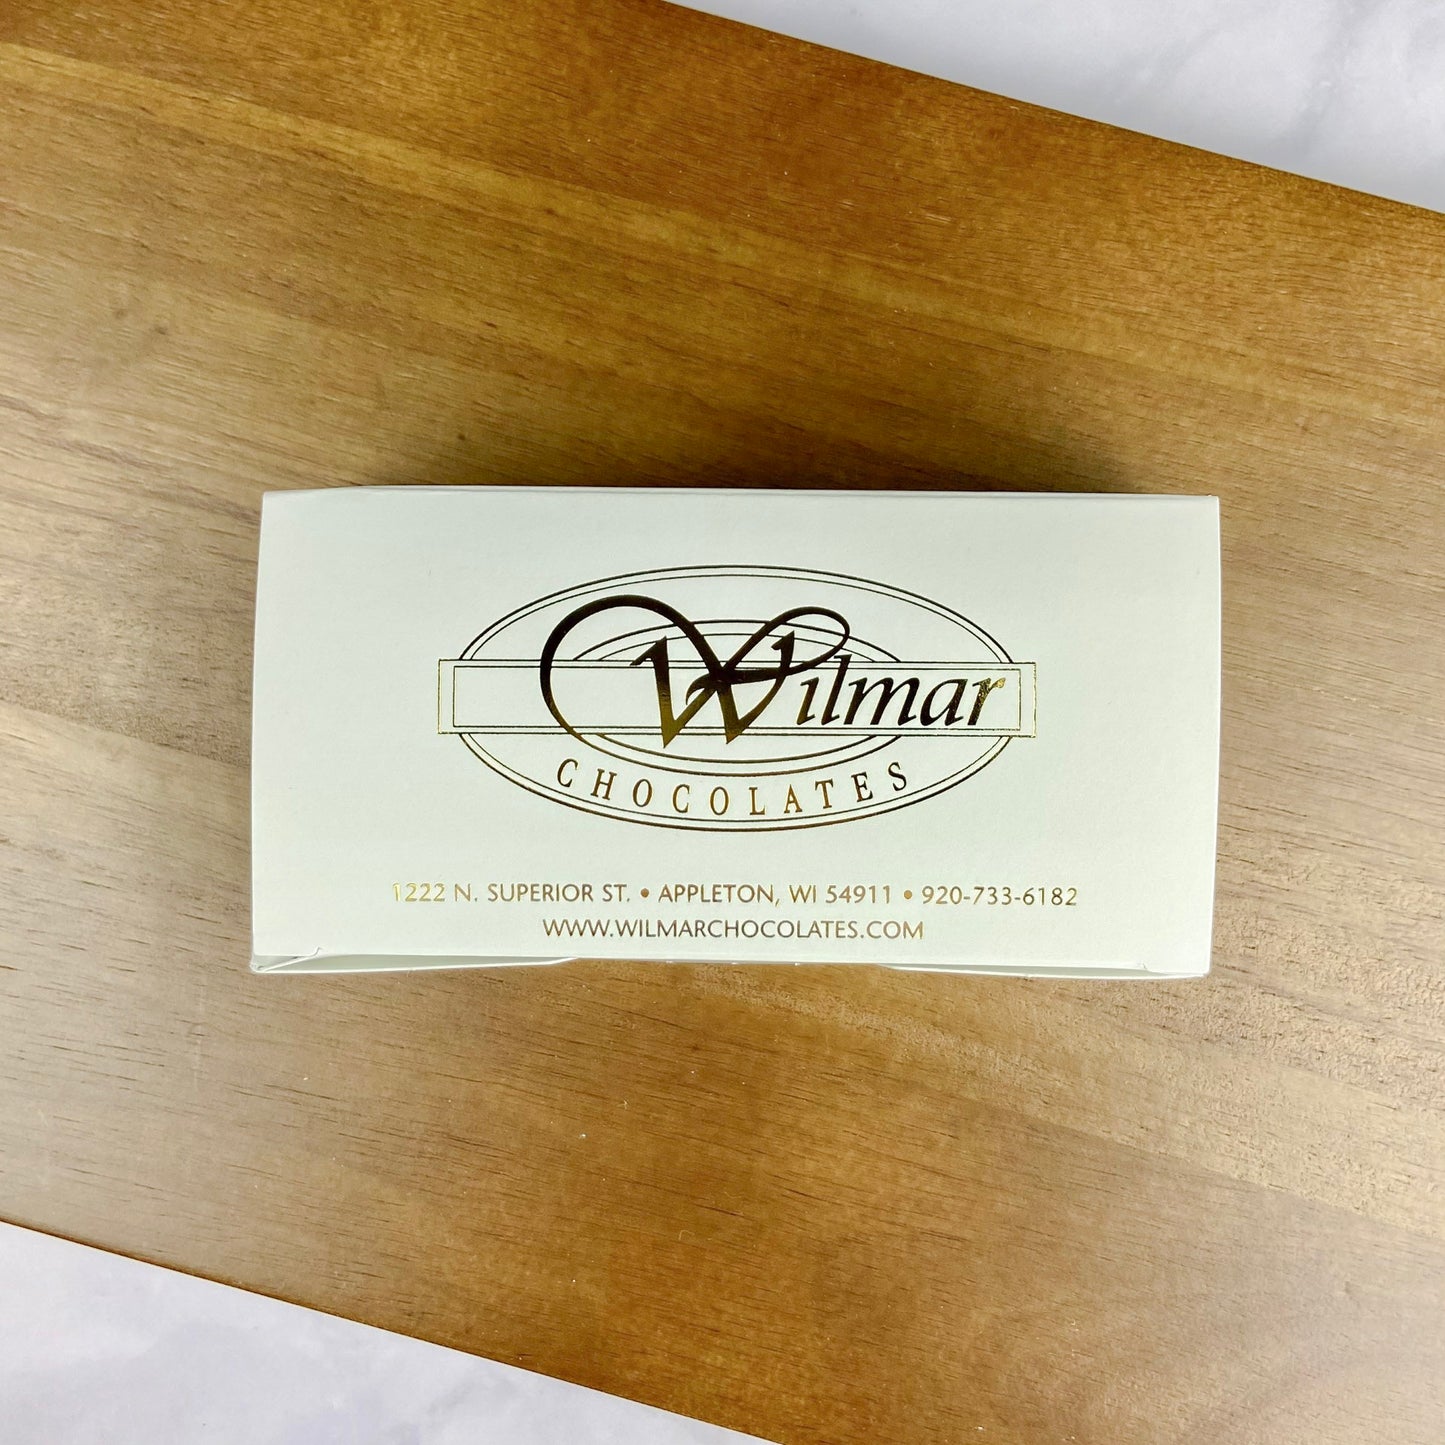 Wilmar
CHOCOLATES
1222 N. SUPERIOR ST. • APPLETON, WI 54911 • 920-733-6182
WWW.WILMARCHOCOLATES.COM